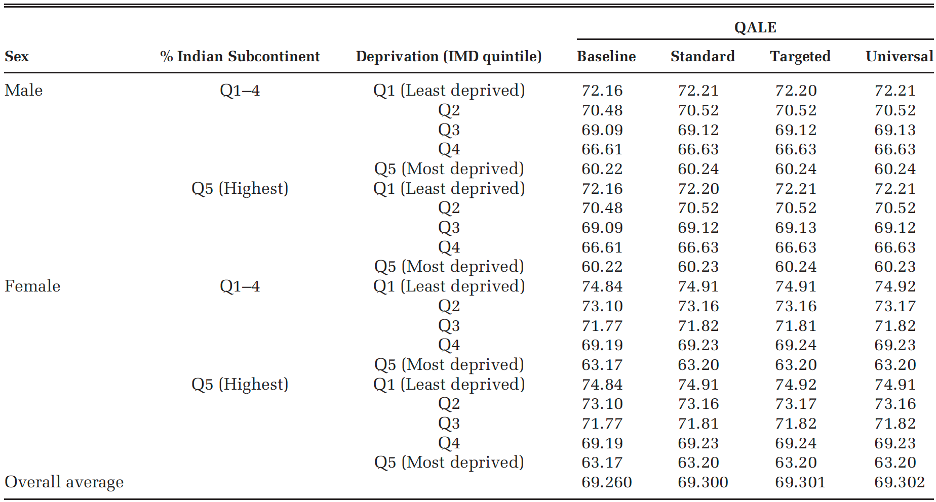 QALE
Sex % Indian Subcontinent Deprivation (IMD quintile) Baseline Standard Targeted Universal
Male Q1–4 Q1 (Least deprived) 72.16 72.21 72.20 72.21
Q2 70.48 70.52 70.52 70.52
Q3 69.09 69.12 69.12 69.13
Q4 66.61 66.63 66.63 66.63
Q5 (Most deprived) 60.22 60.24 60.24 60.24
Q5 (Highest) Q1 (Least deprived) 72.16 72.20 72.21 72.21
Q2 70.48 70.52 70.52 70.52
Q3 69.09 69.12 69.13 69.12
Q4 66.61 66.63 66.63 66.63
Q5 (Most deprived) 60.22 60.23 60.24 60.23
Female Q1–4 Q1 (Least deprived) 74.84 74.91 74.91 74.92
Q2 73.10 73.16 73.16 73.17
Q3 71.77 71.82 71.81 71.82
Q4 69.19 69.23 69.24 69.23
Q5 (Most deprived) 63.17 63.20 63.20 63.20
Q5 (Highest) Q1 (Least deprived) 74.84 74.91 74.92 74.91
Q2 73.10 73.16 73.17 73.16
Q3 71.77 71.81 71.82 71.82
Q4 69.19 69.23 69.24 69.23
Q5 (Most deprived) 63.17 63.20 63.20 63.20
Overall average 69.260 69.300 69.301 69.302